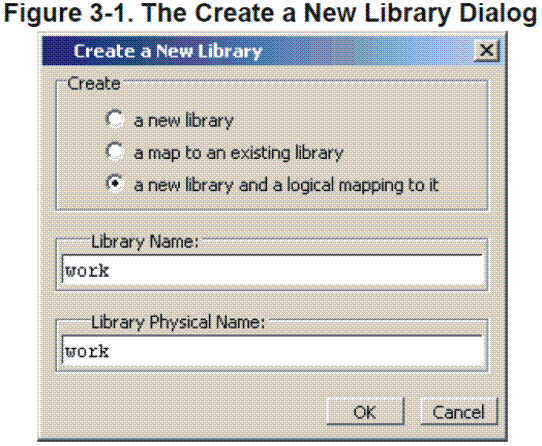 Figure 3-1. The Create a New Library Dialog
Create a New Library
Create
a new library
a map to an existing library
a new library and a logical mapping to it
Library Name:
work
Library Physical Name:
work
OK Cancel